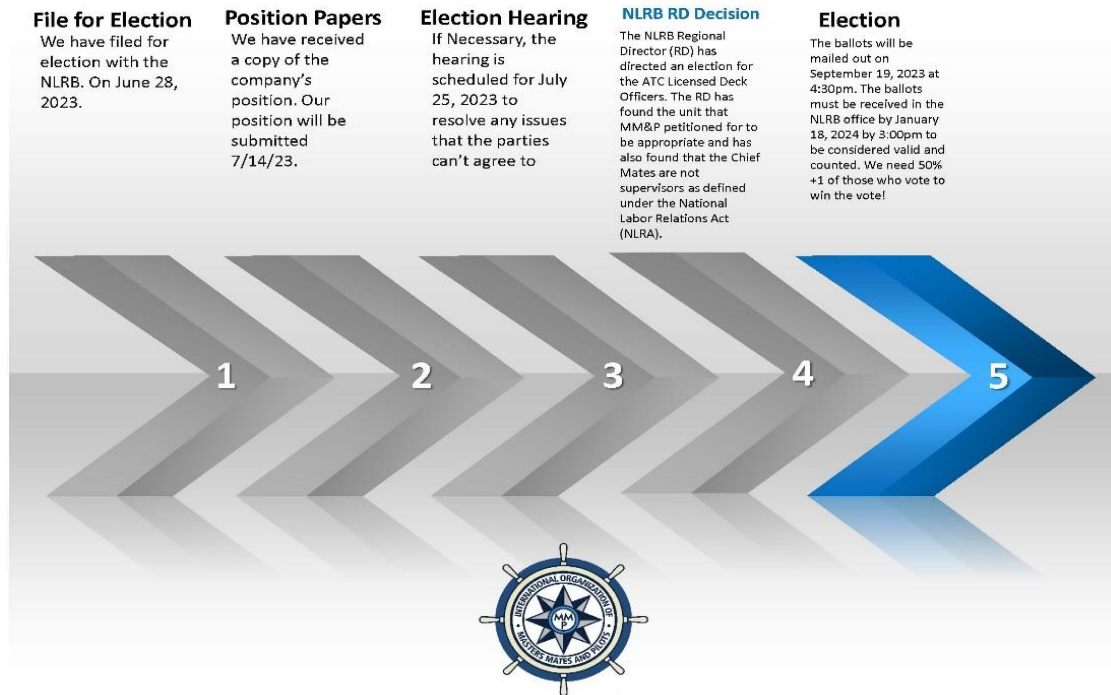 File for Election
We have filed for
election with the
NLRB. On June 28,
2023.
Position Papers
We have received
a copy of the
company's
position. Our
position will be
submitted
7/14/23.
Election Hearing
If Necessary, the
hearing is
scheduled for July
25, 2023 to
resolve any issues
that the parties
can't agree to
NLRB RD Decision
The NLRB Regional
Director (RD) has
directed an election for
the ATC Licensed Deck
Officers. The RD has
found the unit that
MM&P petitioned for to
be appropriate and has
also found that the Chief
Mates are not
supervisors as defined
under the National
Labor Relations Act
(NLRA).
Election
The ballots will be
mailed out on
September 19, 2023 at
4:30pm. The ballots
must be received in the
NLRB office by January
18, 2024 by 3:00pm to
be considered valid and
counted. We need 50%
+1 of those who vote to
win the vote!
1
2
3
4
5
INTERNATIONAL ORGANIZATION OF
MM
P
MASTERS MATES AND PILOTS